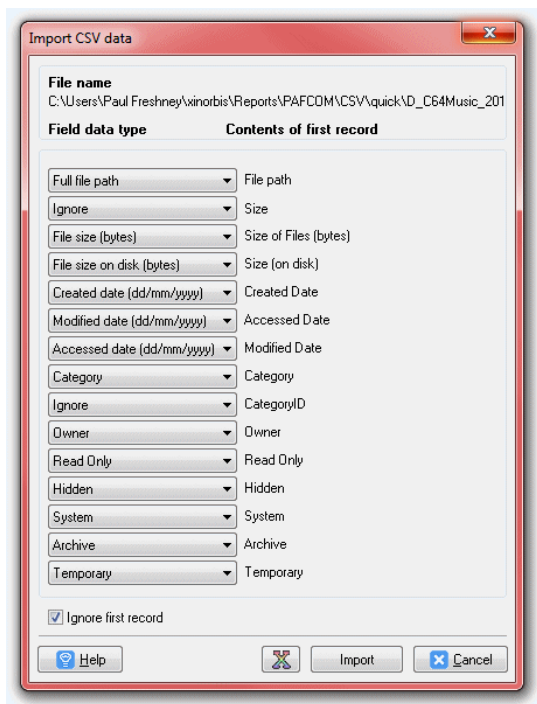 Import CSV data
File name
C:\Users\Paul Freshney\xinorbis\Reports\PAFCOM\CSV\quick\D_C64Music_201
Field data type Contents of first record
Full file path File path
Ignore Size
File size (bytes) Size of Files (bytes)
File size on disk (bytes) Size (on disk)
Created date (dd/mm/yyyy) Created Date
Modified date (dd/mm/yyyy) Accessed Date
Accessed date (dd/mm/yyyy) Modified Date
Category Category
Ignore CategoryID
Owner Owner
Read Only Read Only
Hidden Hidden
System System
Archive Archive
Temporary Temporary
Ignore first record
Help Import Cancel